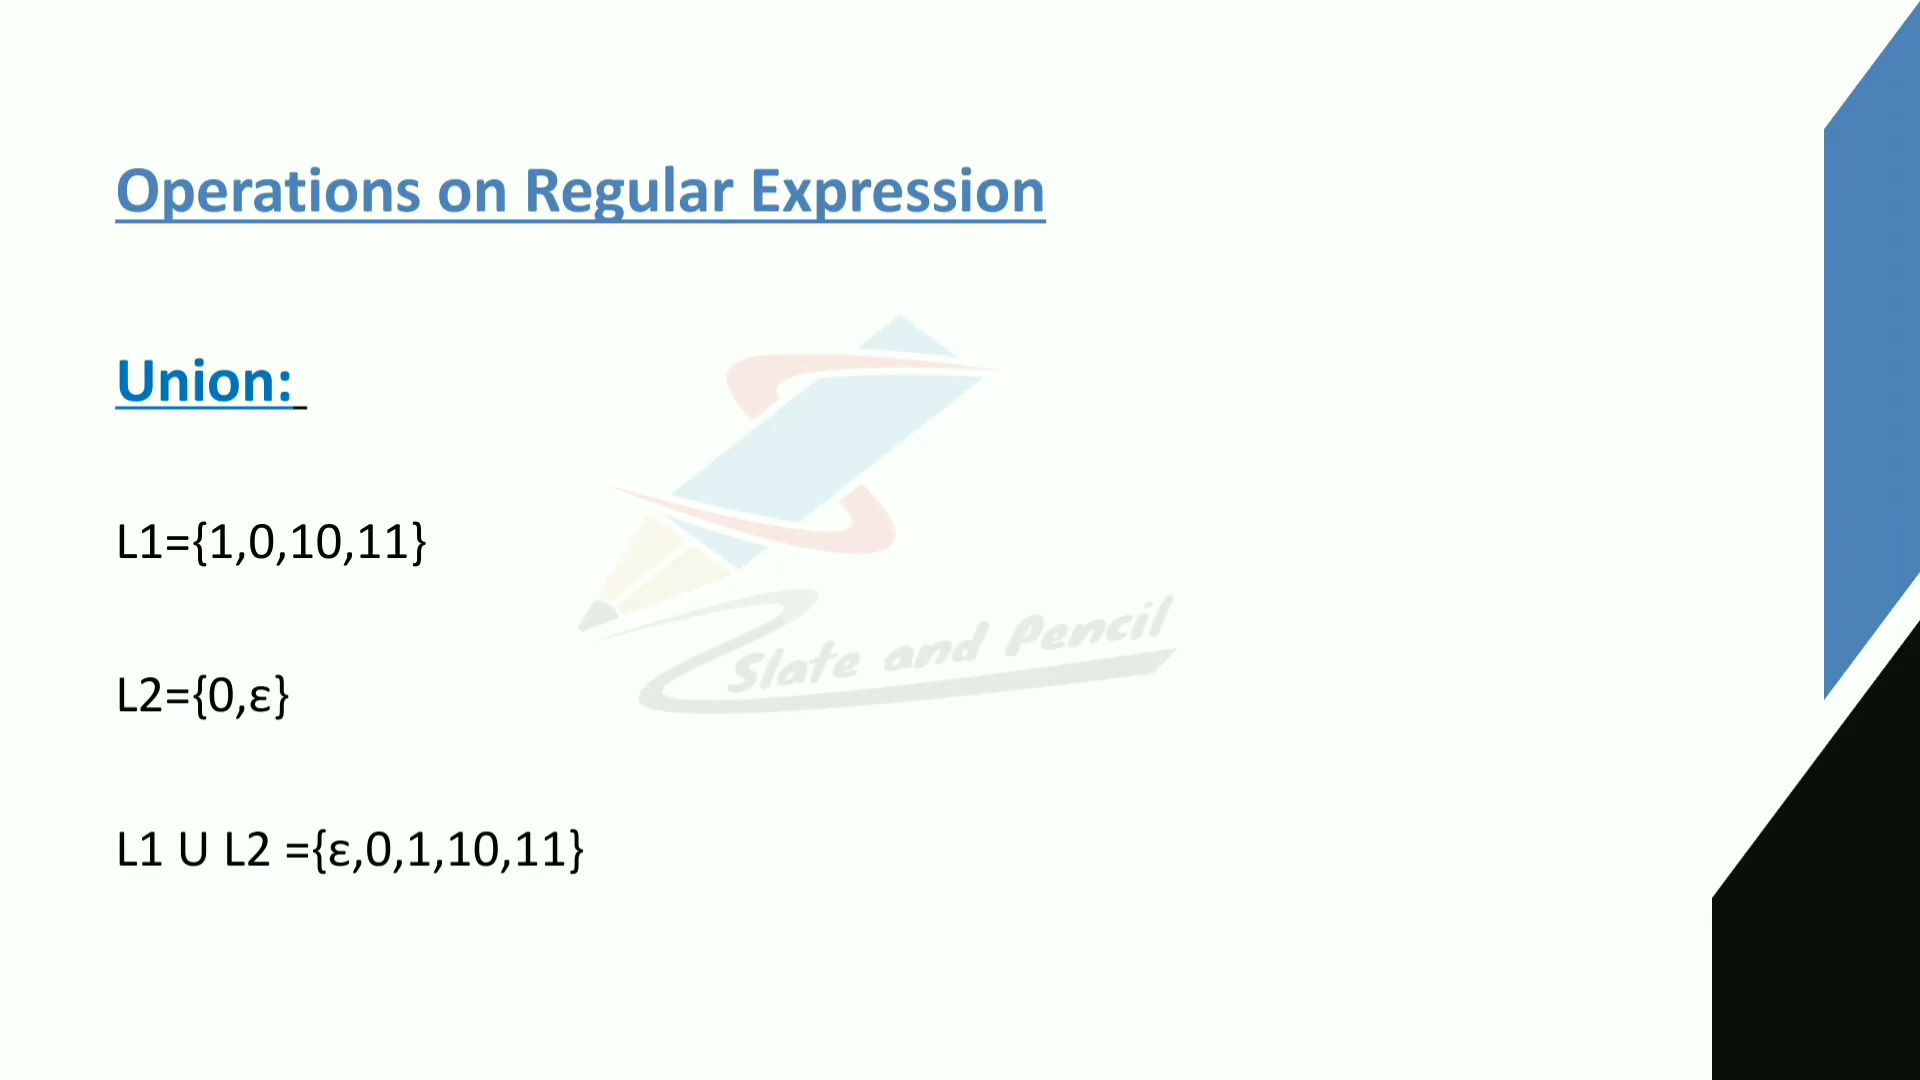 Operations on Regular Expression
Union:
L1={1,0,10,11}
Slate and Pencil
L2={0,ε}
L1 U L2 ={ε,0,1,10,11}